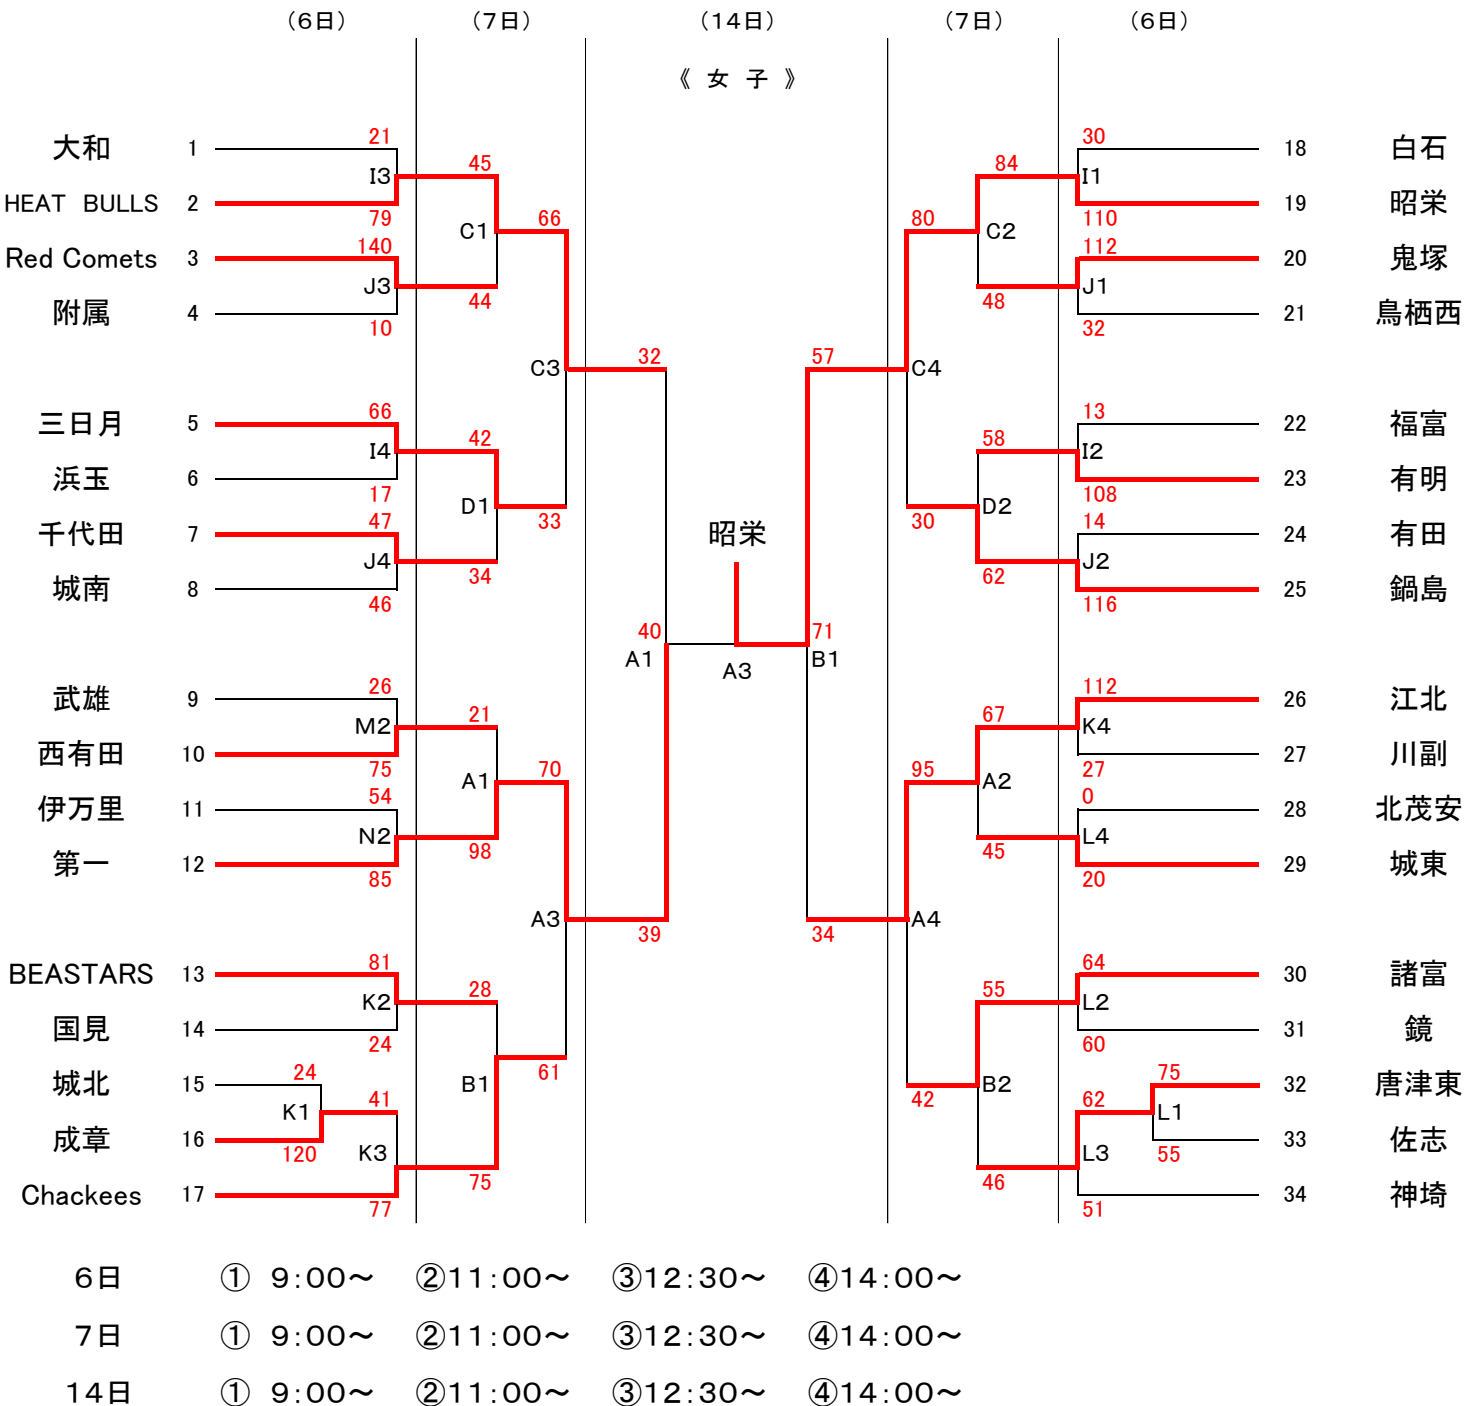 (6日) (7日) (14日) (7日) (6日)
《 女 子 》
21 30
大和 1 45 84 18 白石
I3 I1
HEAT BULLS 2 66 80 19 昭栄
79 C1 C2 110
140 112
Red Comets 3 20 鬼塚
J3 J1
44 48
附属 4 21 鳥栖西
10 32
32 57
C3 C4
66 13
三日月 5 42 58 22 福富
I4 I2
浜玉 6 23 有明
17 D1 D2 108
47 33 30 14
千代田 7 昭栄 24 有田
J4 J2
34 62
城南 8 25 鍋島
46 116
40 71
A1 A3 B1
26 112
武雄 9 21 67 26 江北
M2 K4
西有田 10 70 95 27 川副
75 A1 A2 27
54 0
伊万里 11 28 北茂安
N2 L4
98 45
第一 12 29 城東
85 20
A3 A4
39 34
81 64
BEASTARS 13 28 55 30 諸富
K2 L2
国見 14 31 鏡
24 60
24 61 75
城北 15 B1 42 B2 32 唐津東
41 62
K1 L1
成章 16 33 佐志
120 K3 L3 55
75 46
Chackees 17 34 神埼
77 51
6日 ① 9:00～ ②11:00～ ③12:30～ ④14:00～
7日 ① 9:00～ ②11:00～ ③12:30～ ④14:00～
14日 ① 9:00～ ②11:00～ ③12:30～ ④14:00～